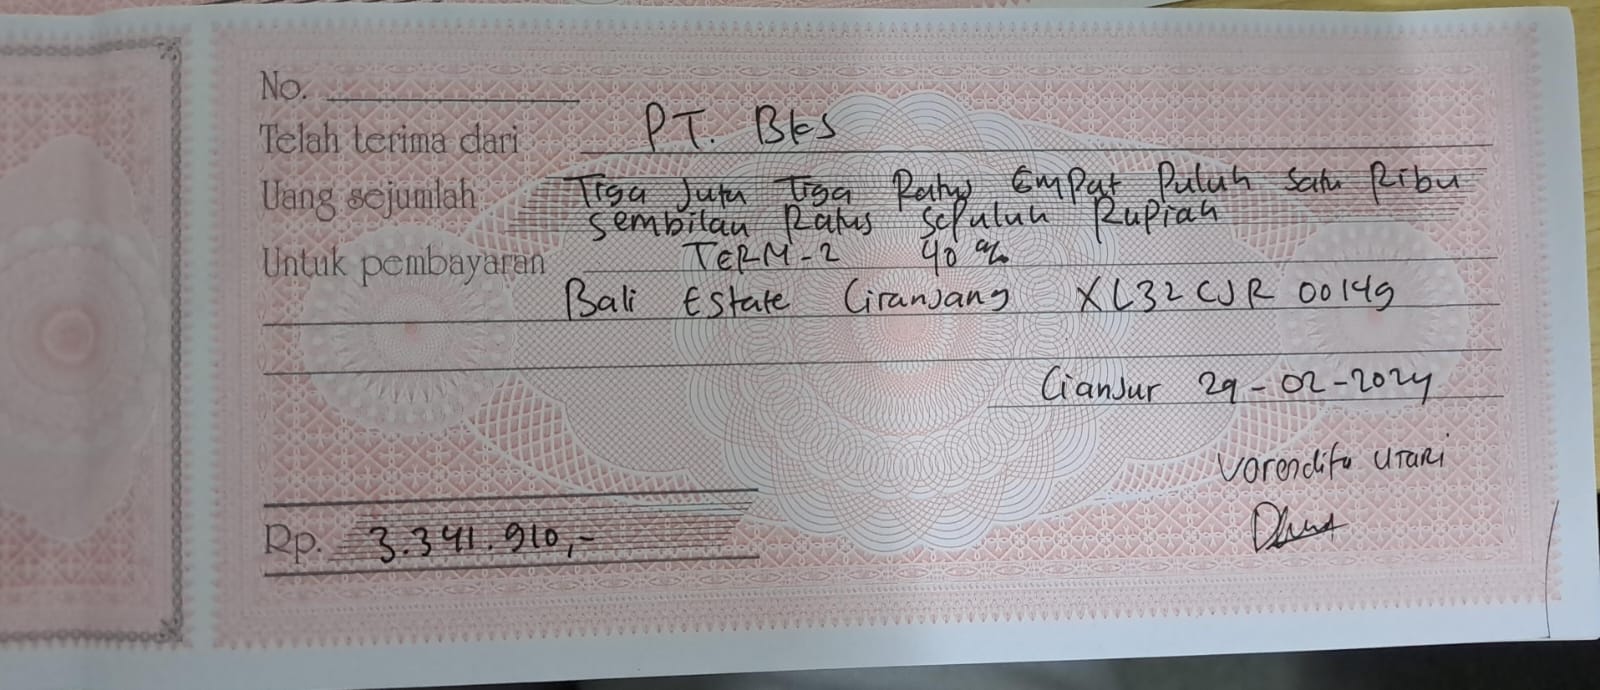 No.
Telah terima dari PT. BKS
Uang sejumlah Tiga Juta Tiga Ratus Empat Puluh Satu Ribu
Sembilan Ratus Sepuluh Rupiah
Untuk pembayaran TERM-2 40 %
Bali Estate Ciranjang XL32CJR 00149
Cianjur 29-02-2024
Varendita Utari
Rp. 3.341.910,-